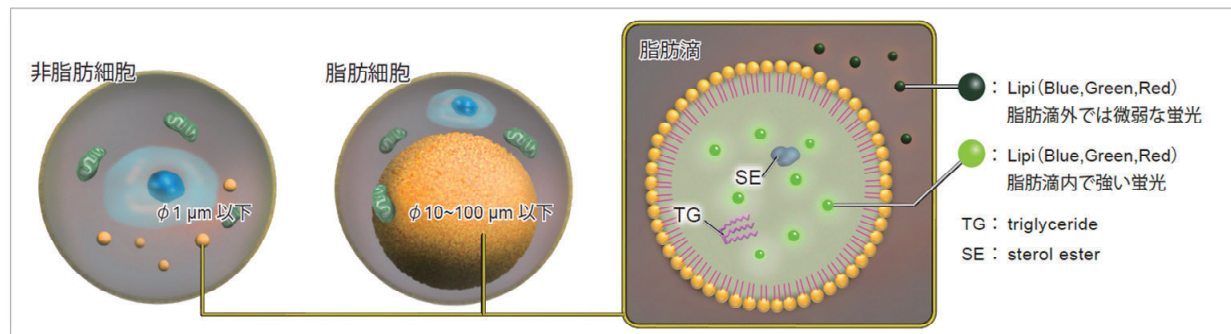 非脂肪細胞
φ1 μm 以下
脂肪細胞
φ10~100 μm 以下
脂肪滴
SE
TG
： Lipi（Blue,Green,Red）
脂肪滴外では微弱な蛍光
： Lipi（Blue,Green,Red）
脂肪滴内で強い蛍光
TG： triglyceride
SE： sterol ester